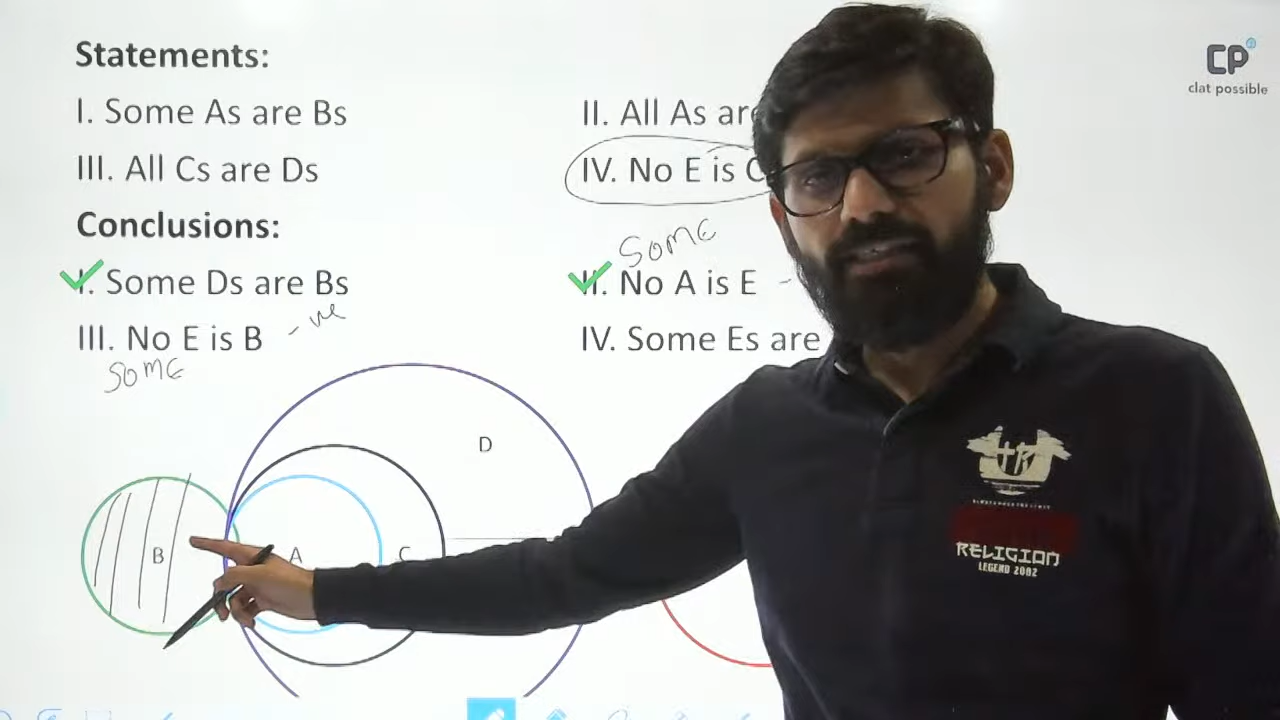 Statements:
I. Some As are Bs
II. All As are
III. All Cs are Ds
IV. No E is C
Conclusions:
SOME
I. Some Ds are Bs
II. No A is E -
III. No E is B - ve
IV. Some Es are
SOME
D
B
A
C
CP
clat possible
RELIGION
LEGEND 2002